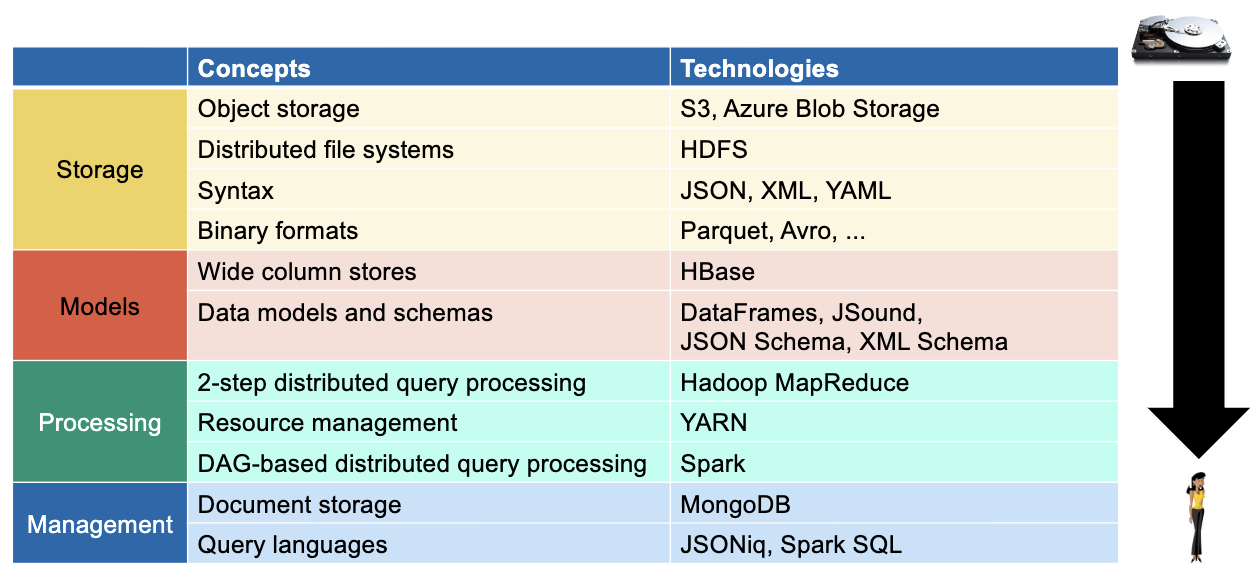 Concepts Technologies
Storage
Object storage S3, Azure Blob Storage
Distributed file systems HDFS
Syntax JSON, XML, YAML
Binary formats Parquet, Avro, ...
Models
Wide column stores HBase
Data models and schemas DataFrames, JSound,
JSON Schema, XML Schema
Processing
2-step distributed query processing Hadoop MapReduce
Resource management YARN
DAG-based distributed query processing Spark
Management
Document storage MongoDB
Query languages JSONiq, Spark SQL